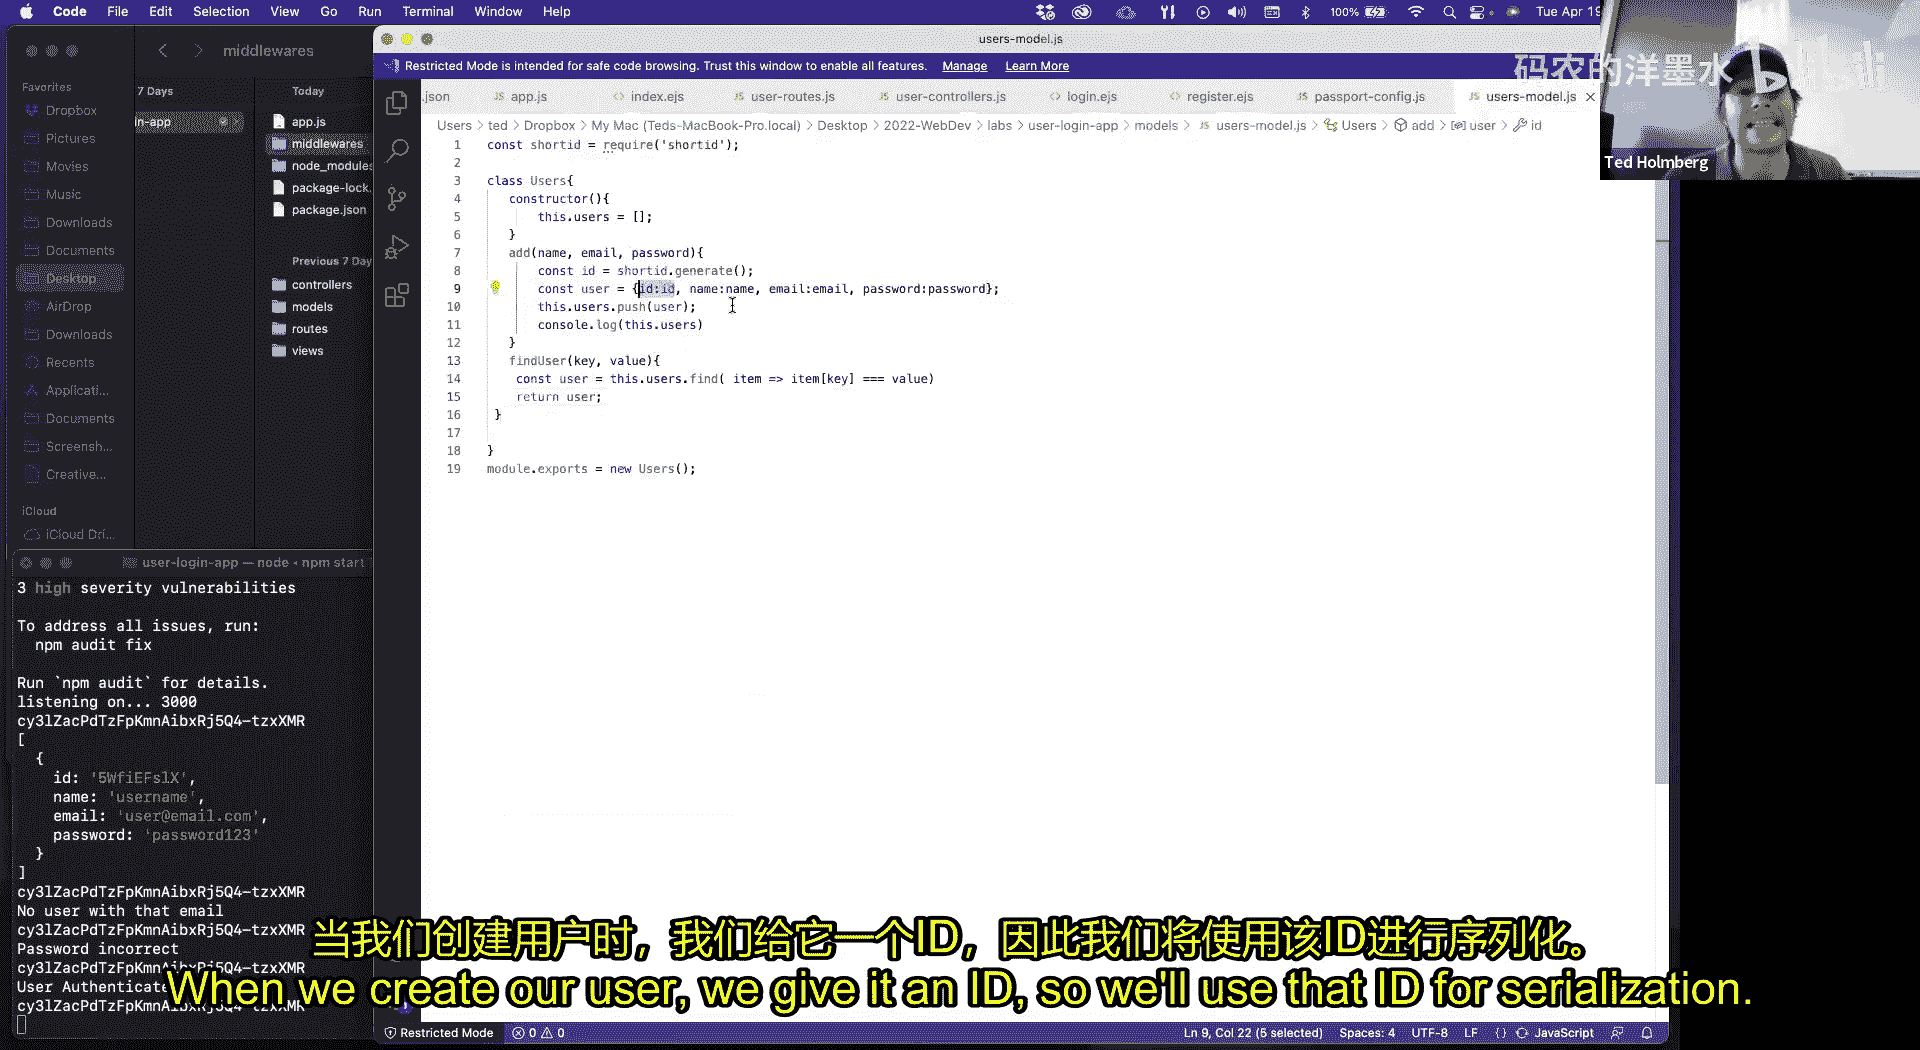 Code File Edit Selection View Go Run Terminal Window Help 100% Tue Apr 19
middlewares
users-model.js
Restricted Mode is intended for safe code browsing. Trust this window to enable all features. Manage Learn More
码农的洋墨水 bilibili
Ted Holmberg
Favorites
Dropbox
Pictures
Movies
Music
Downloads
Documents
Desktop
AirDrop
Downloads
Recents
Applicati...
Documents
Screensh...
Creative...
iCloud
iCloud Dri...
7 Days
in-app
Today
app.js
middlewares
node_modules
package-lock.
package.json
Previous 7 Day
controllers
models
routes
views
.json app.js index.ejs user-routes.js user-controllers.js login.ejs register.ejs passport-config.js users-model.js
Users > ted > Dropbox > My Mac (Teds-MacBook-Pro.local) > Desktop > 2022-WebDev > labs > user-login-app > models > users-model.js > Users > add > user > id
1 const shortid = require('shortid');
2
3 class Users{
4 constructor(){
5 this.users = [];
6 }
7 add(name, email, password){
8 const id = shortid.generate();
9 const user = {id:id, name:name, email:email, password:password};
10 this.users.push(user);
11 console.log(this.users)
12 }
13 findUser(key, value){
14 const user = this.users.find( item => item[key] === value)
15 return user;
16 }
17
18 }
19 module.exports = new Users();
user-login-app — node ◂ npm start
3 high severity vulnerabilities
To address all issues, run:
npm audit fix
Run `npm audit` for details.
listening on... 3000
cy3lZacPdTzFpKmnAibxRj5Q4-tzxXMR
[
{
id: '5WfiEFslX',
name: 'username',
email: 'user@email.com',
password: 'password123'
}
]
cy3lZacPdTzFpKmnAibxRj5Q4-tzxXMR
No user with that email
cy3lZacPdTzFpKmnAibxRj5Q4-tzxXMR
Password incorrect
cy3lZacPdTzFpKmnAibxRj5Q4-tzxXMR
User Authenticate
cy3lZacPdTzFpKmnAibxRj5Q4-tzxXMR
当我们创建用户时，我们给它一个ID，因此我们将使用该ID进行序列化。
When we create our user, we give it an ID, so we'll use that ID for serialization.
Restricted Mode 0 0 Ln 9, Col 22 (5 selected) Spaces: 4 UTF-8 LF {} JavaScript